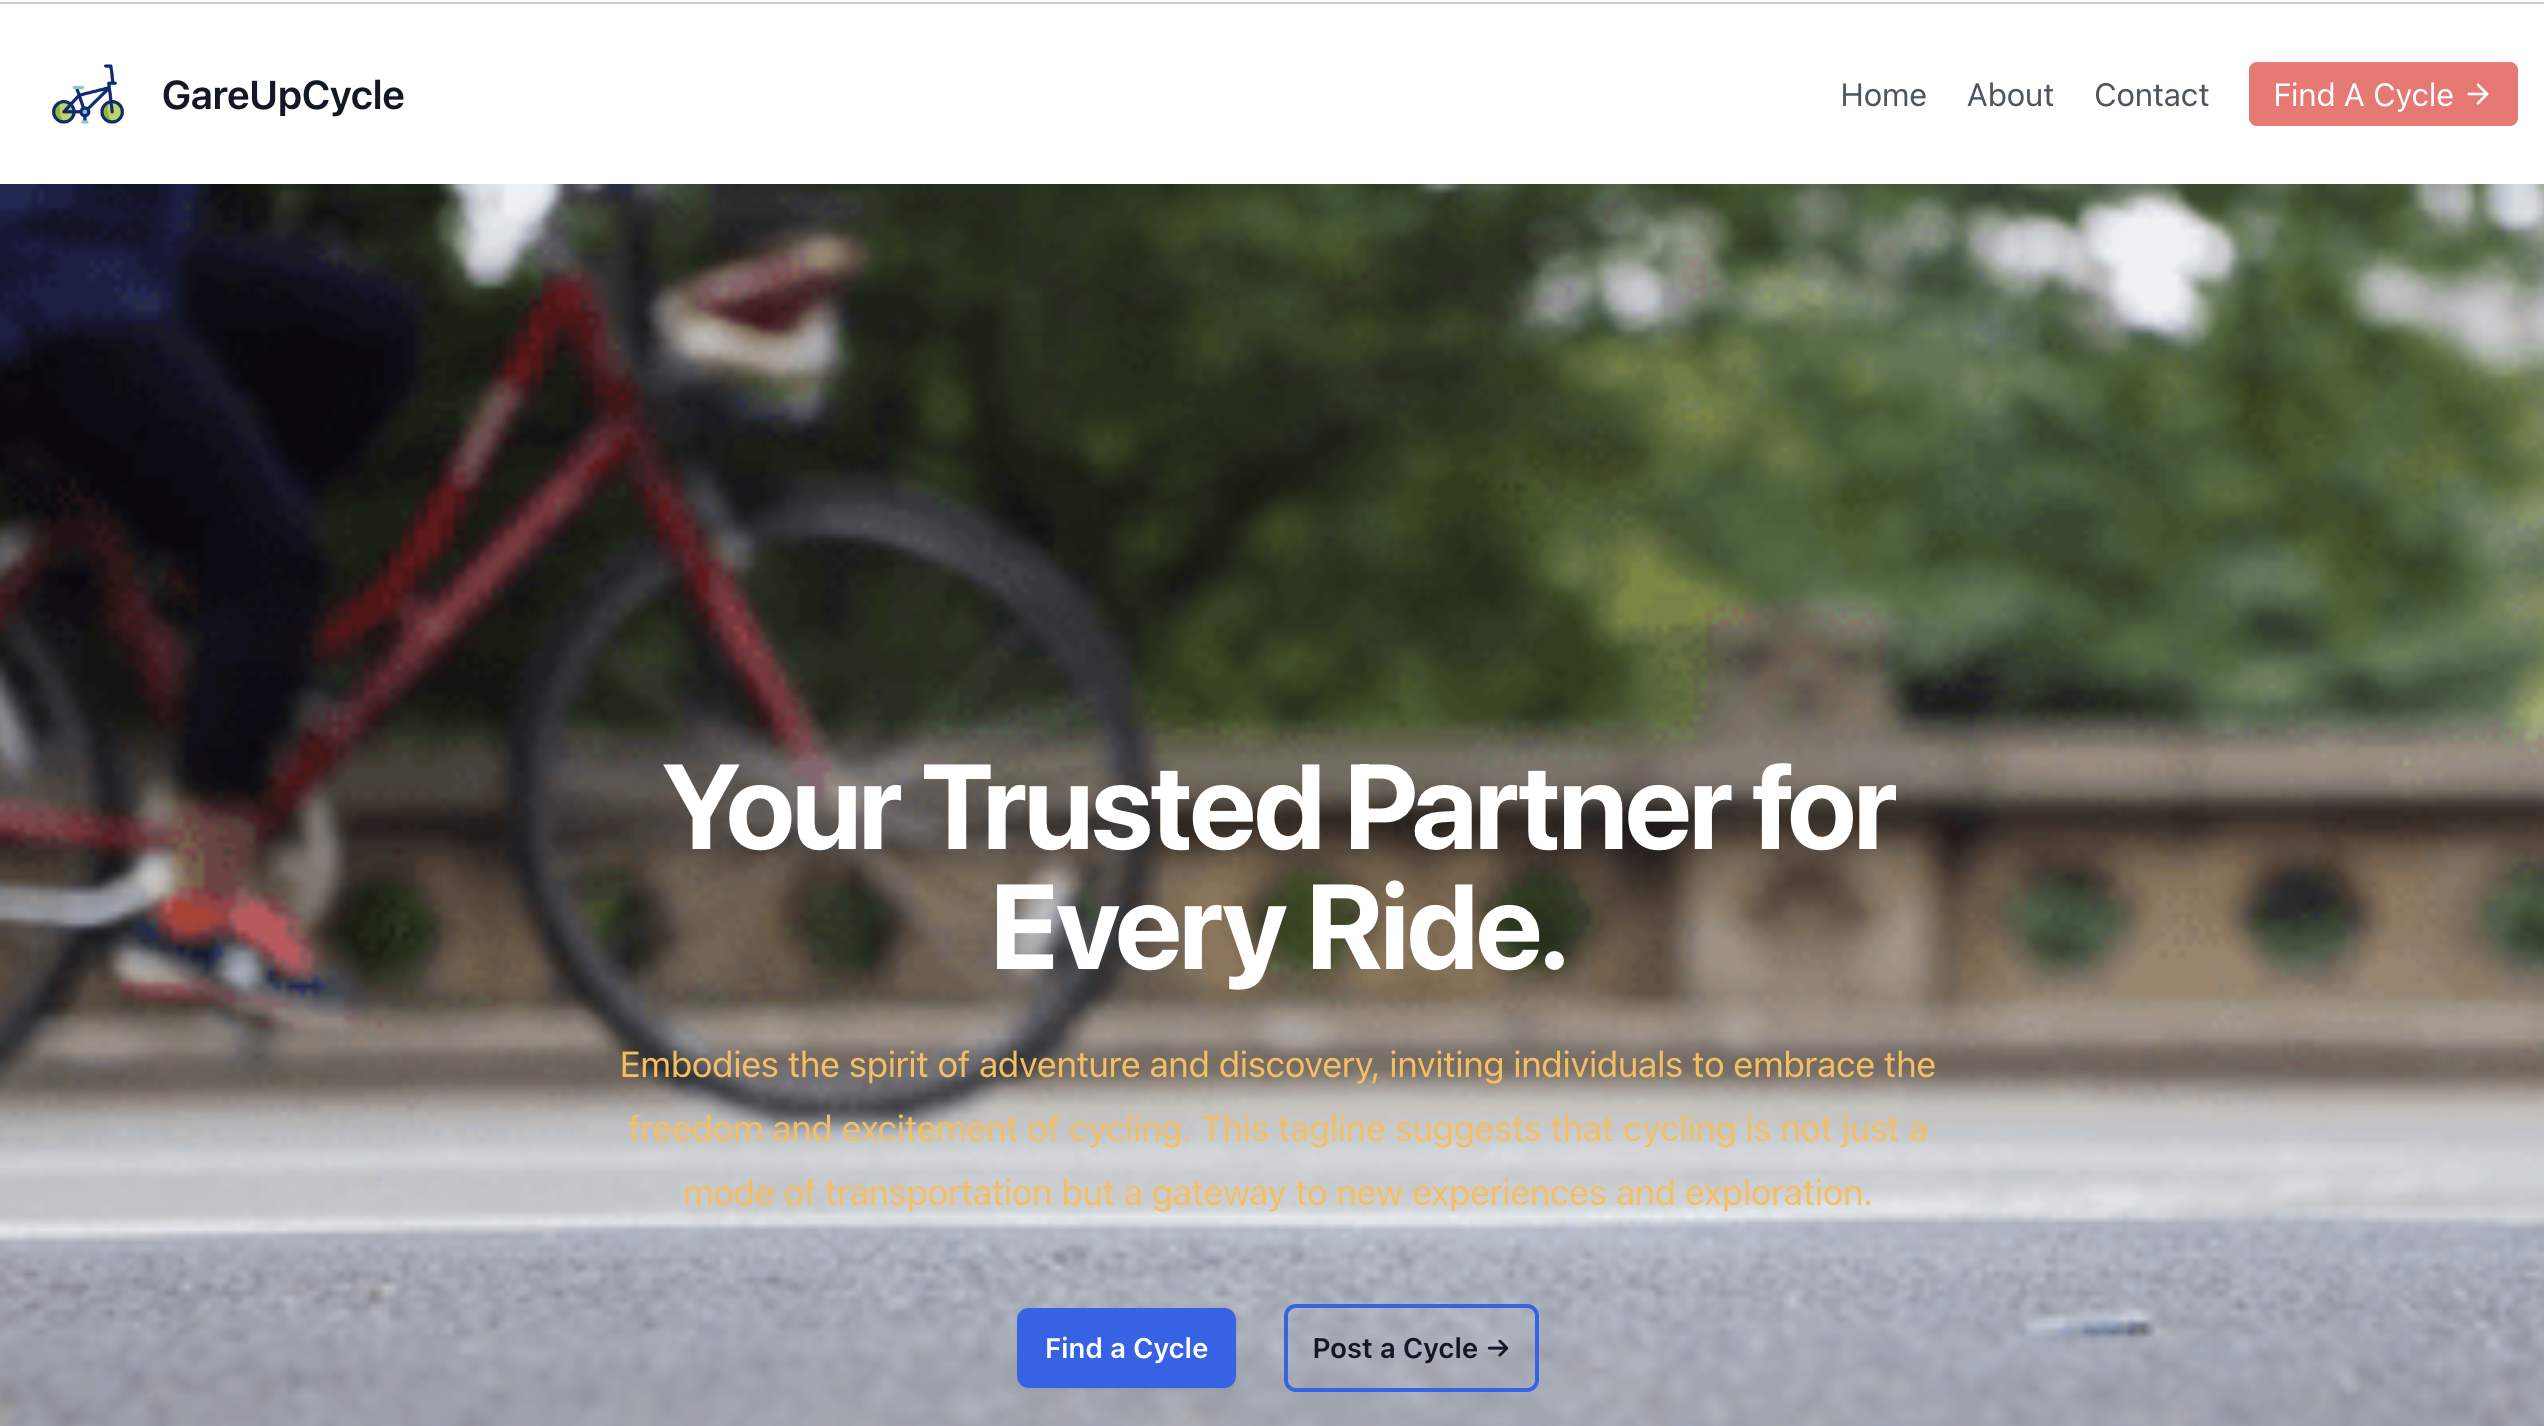 GareUpCycle
Home About Contact Find A Cycle →
Your Trusted Partner for
Every Ride.
Embodies the spirit of adventure and discovery, inviting individuals to embrace the
freedom and excitement of cycling. This tagline suggests that cycling is not just a
mode of transportation but a gateway to new experiences and exploration.
Find a Cycle
Post a Cycle →